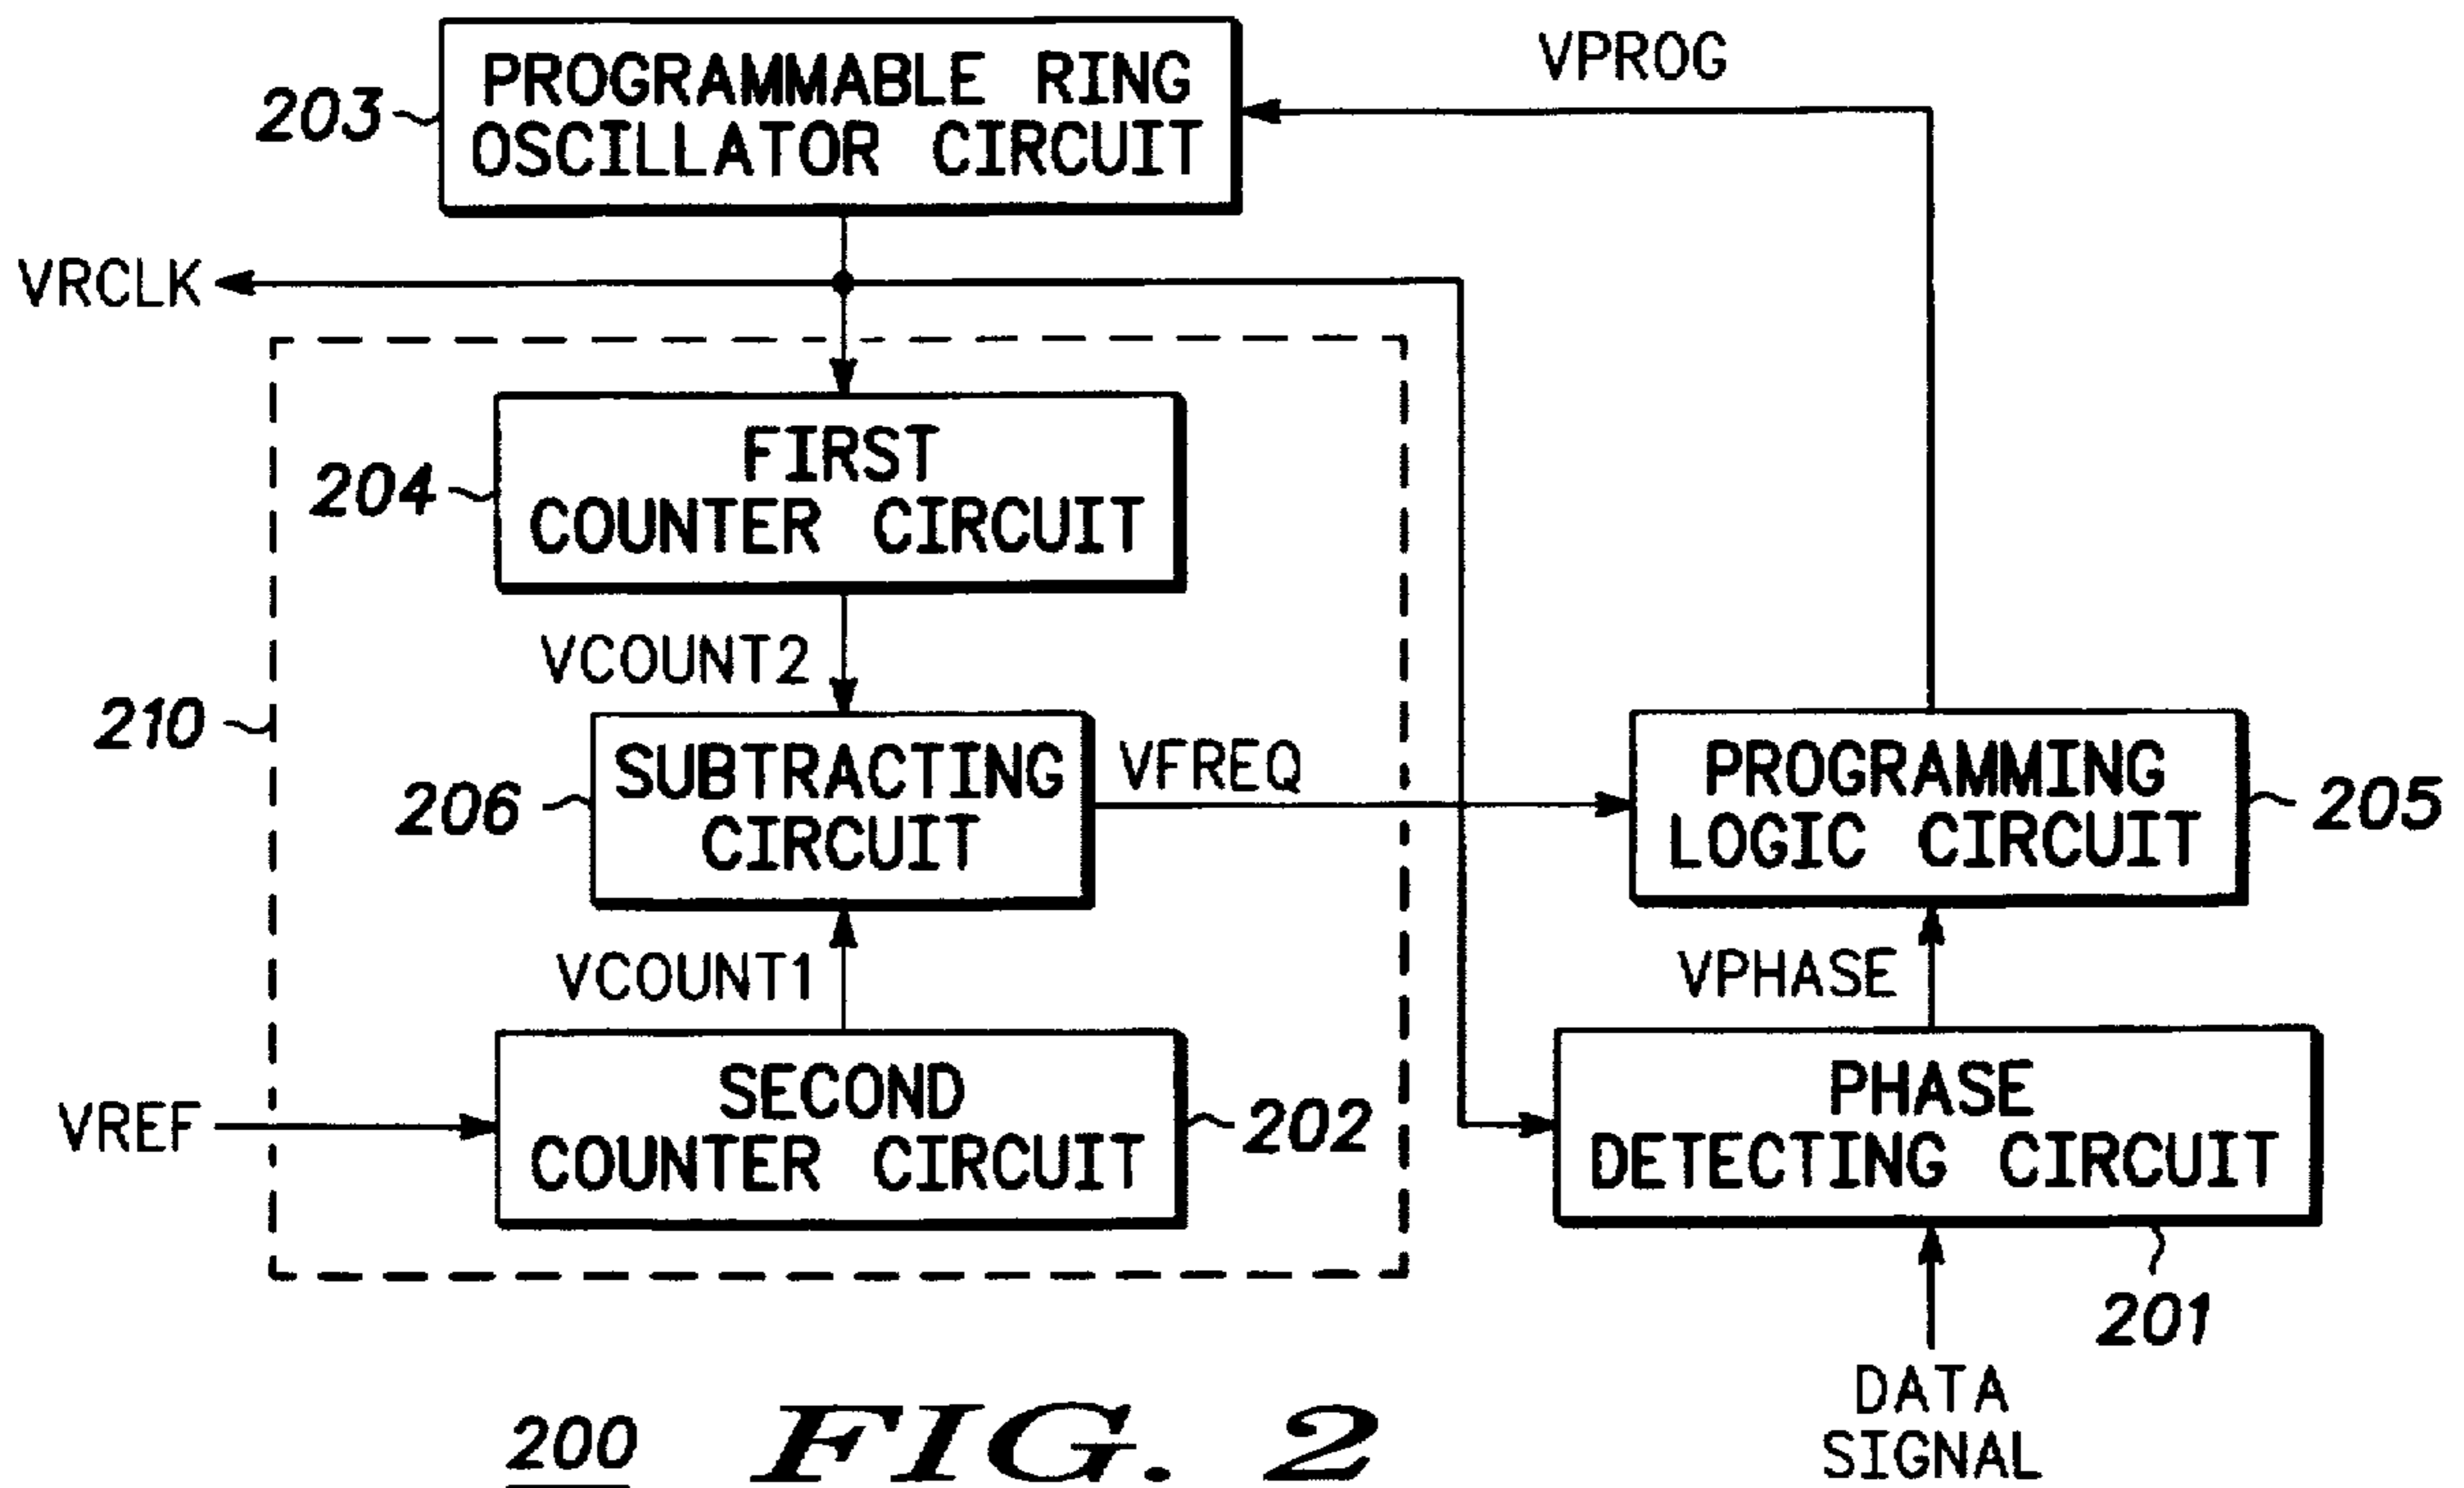 PROGRAMMABLE RING
OSCILLATOR CIRCUIT
203
VPROG
VRCLK
FIRST
COUNTER CIRCUIT
204
VCOUNT2
210
SUBTRACTING
CIRCUIT
206
VFREQ
PROGRAMMING
LOGIC CIRCUIT
205
VCOUNT1
VPHASE
VREF
SECOND
COUNTER CIRCUIT
202
PHASE
DETECTING CIRCUIT
201
DATA
SIGNAL
200
FIG. 2